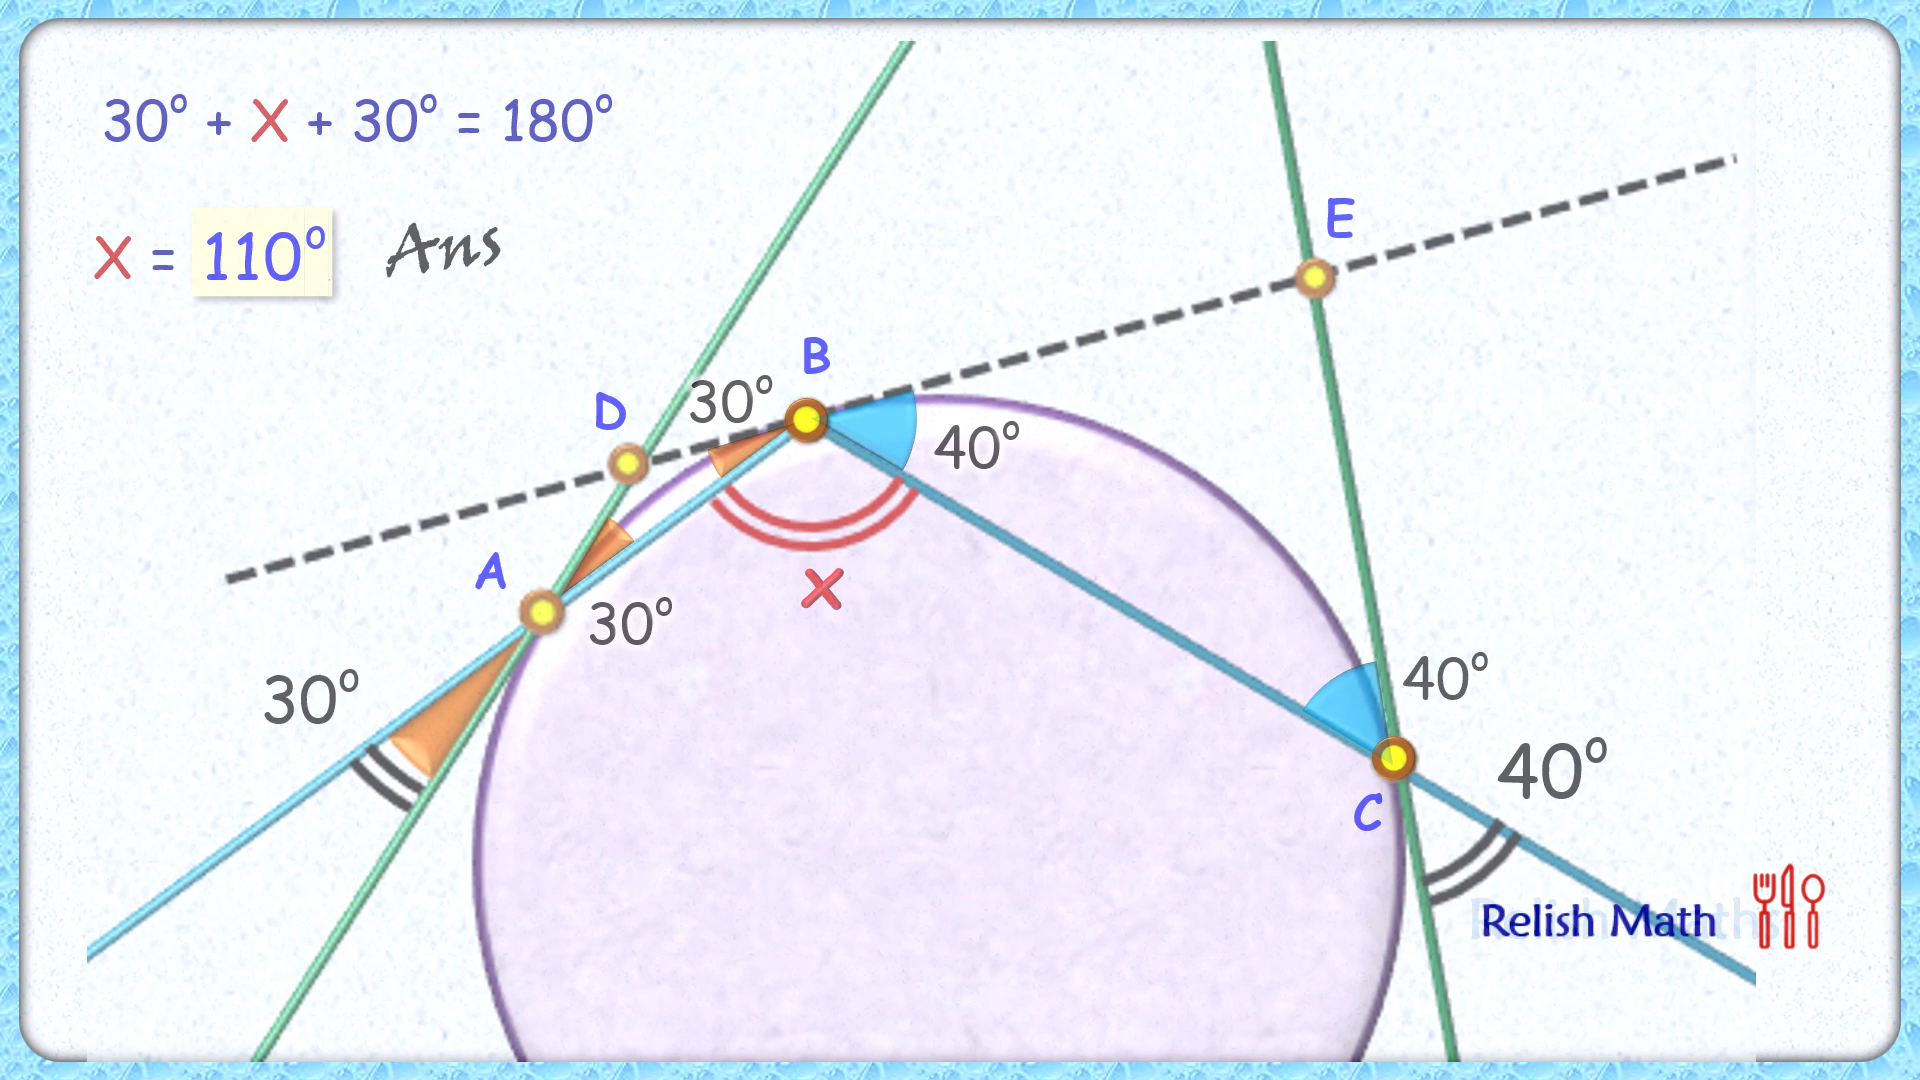 30° + X + 30° = 180°
X = 110° Ans
E
B
D
30°
40°
A
30°
X
30°
40°
40°
C
Relish Math